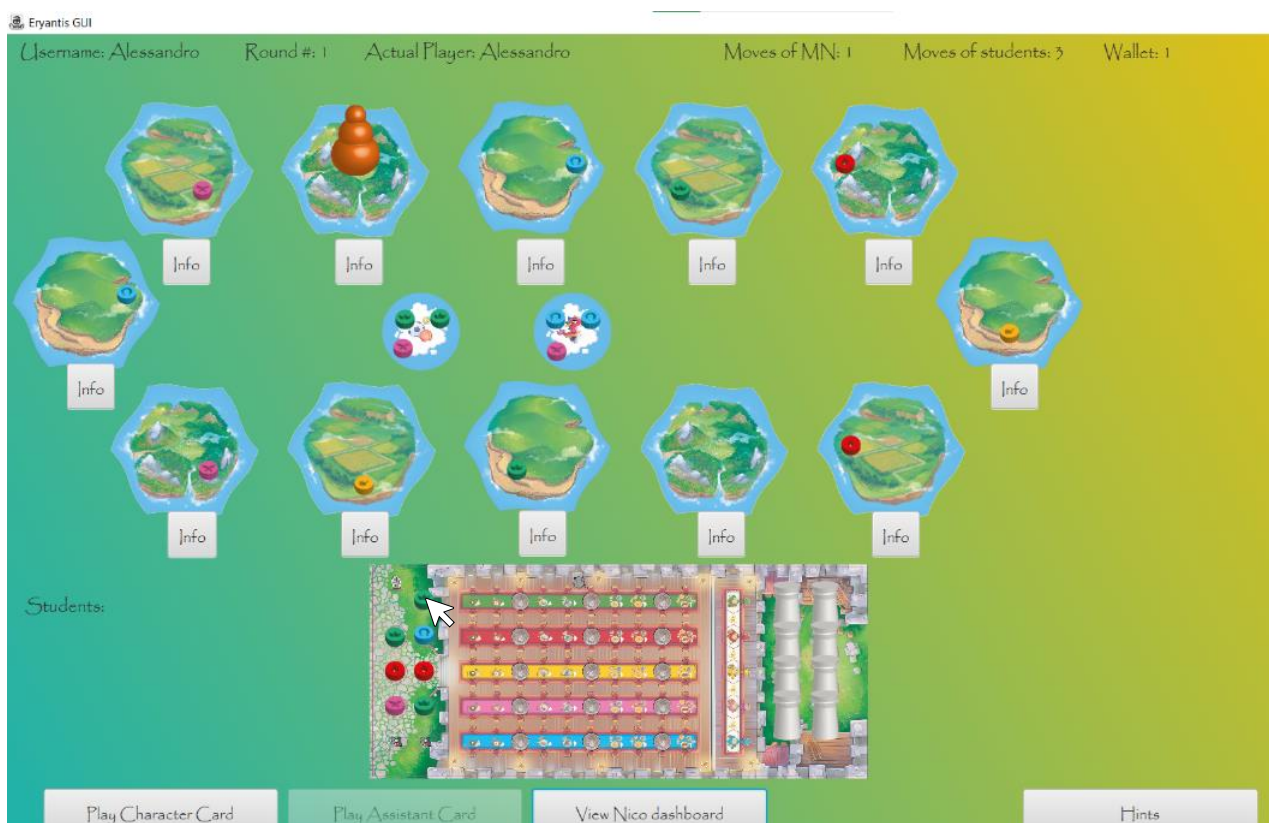 Eryantis GUI
Username: Alessandro Round #: 1 Actual Player: Alessandro Moves of MN: 1 Moves of students: 3 Wallet: 1
Info Info Info Info Info
Info Info
Info Info Info Info Info
Students:
Play Character Card Play Assistant Card View Nico dashboard Hints